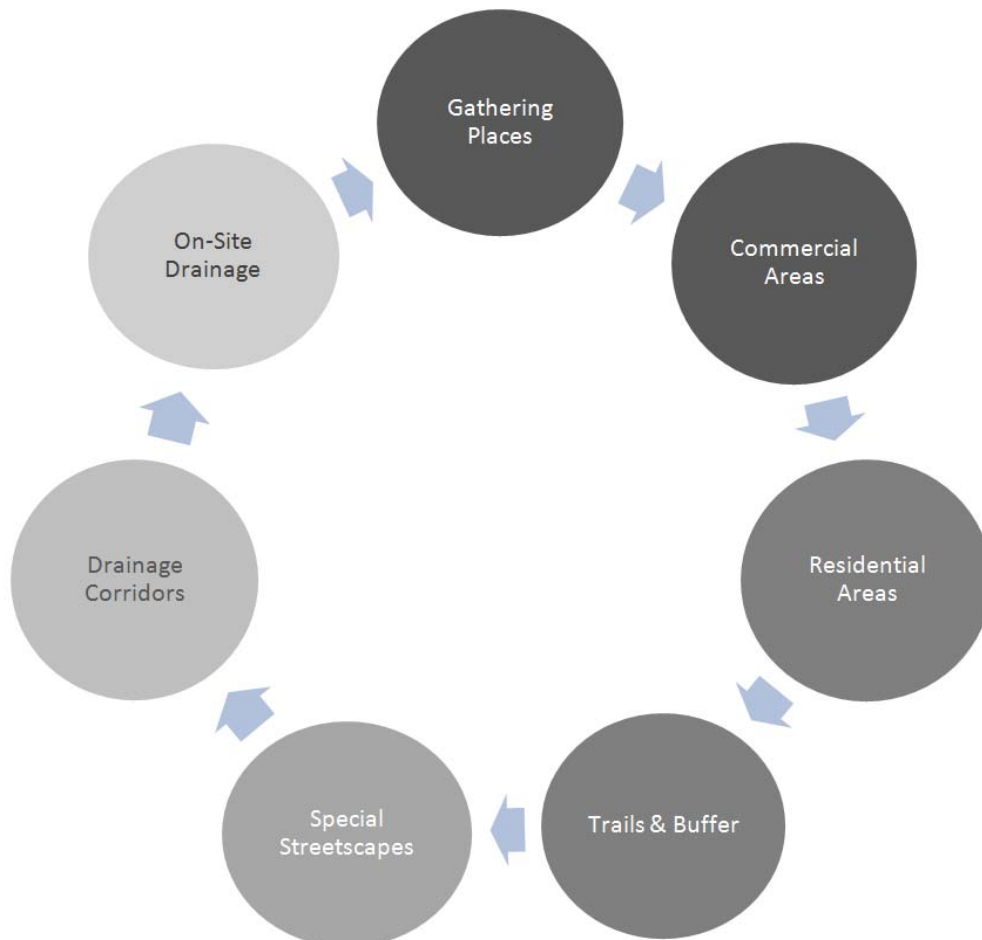 Gathering
Places
Commercial
Areas
Residential
Areas
Trails & Buffer
Special
Streetscapes
Drainage
Corridors
On-Site
Drainage